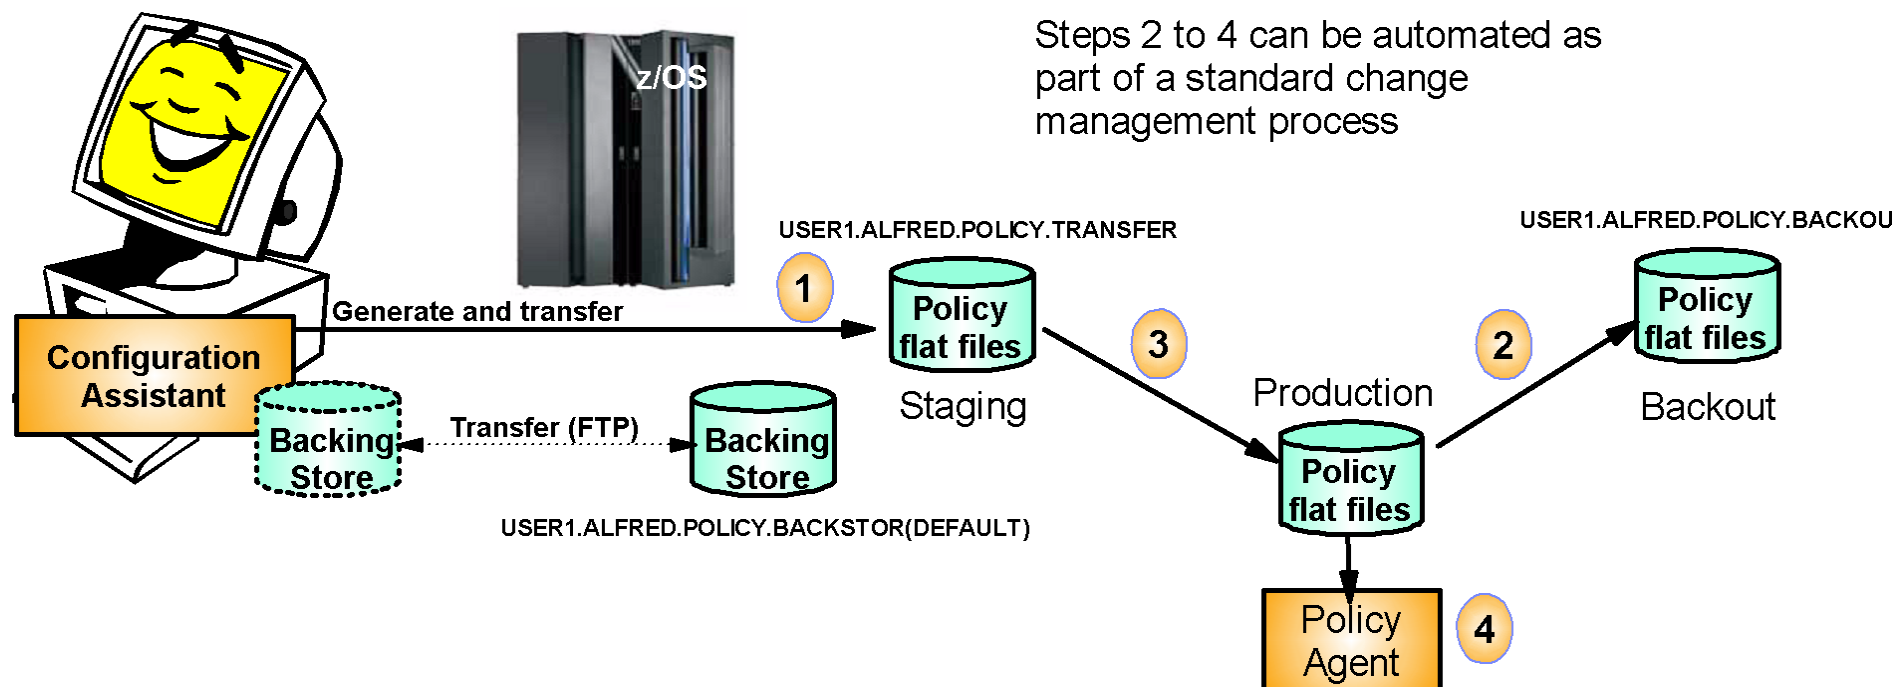 z/OS
Steps 2 to 4 can be automated as
part of a standard change
management process
USER1.ALFRED.POLICY.TRANSFER
USER1.ALFRED.POLICY.BACKOU
Generate and transfer
1
Policy
flat files
Staging
3
2
Policy
flat files
Backout
Configuration
Assistant
Backing
Store
Transfer (FTP)
Backing
Store
USER1.ALFRED.POLICY.BACKSTOR(DEFAULT)
Production
Policy
flat files
Policy
Agent
4